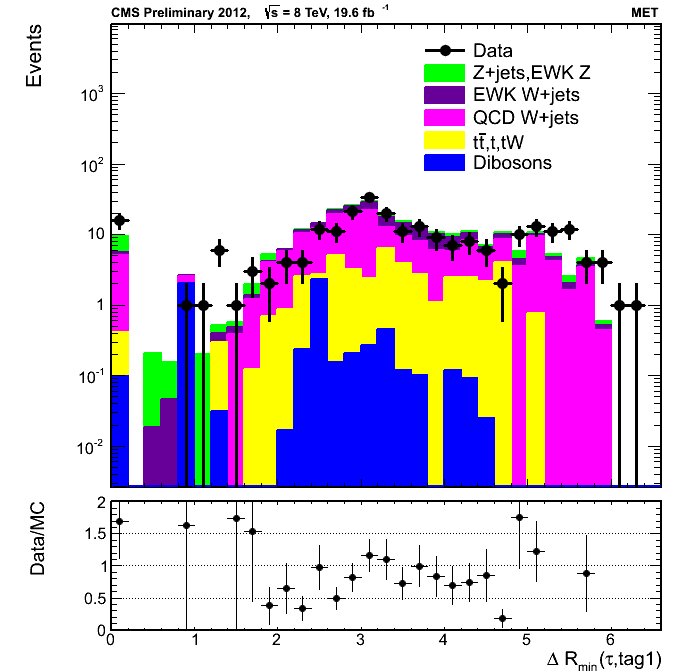 CMS Preliminary 2012, √s = 8 TeV, 19.6 fb⁻¹ MET
Events
Data
Z+jets,EWK Z
EWK W+jets
QCD W+jets
tt̄,t,tW
Dibosons
10³
10²
10
1
10⁻¹
10⁻²
Data/MC
2
1.5
1
0.5
0
0 1 2 3 4 5 6
Δ R_min(τ,tag1)